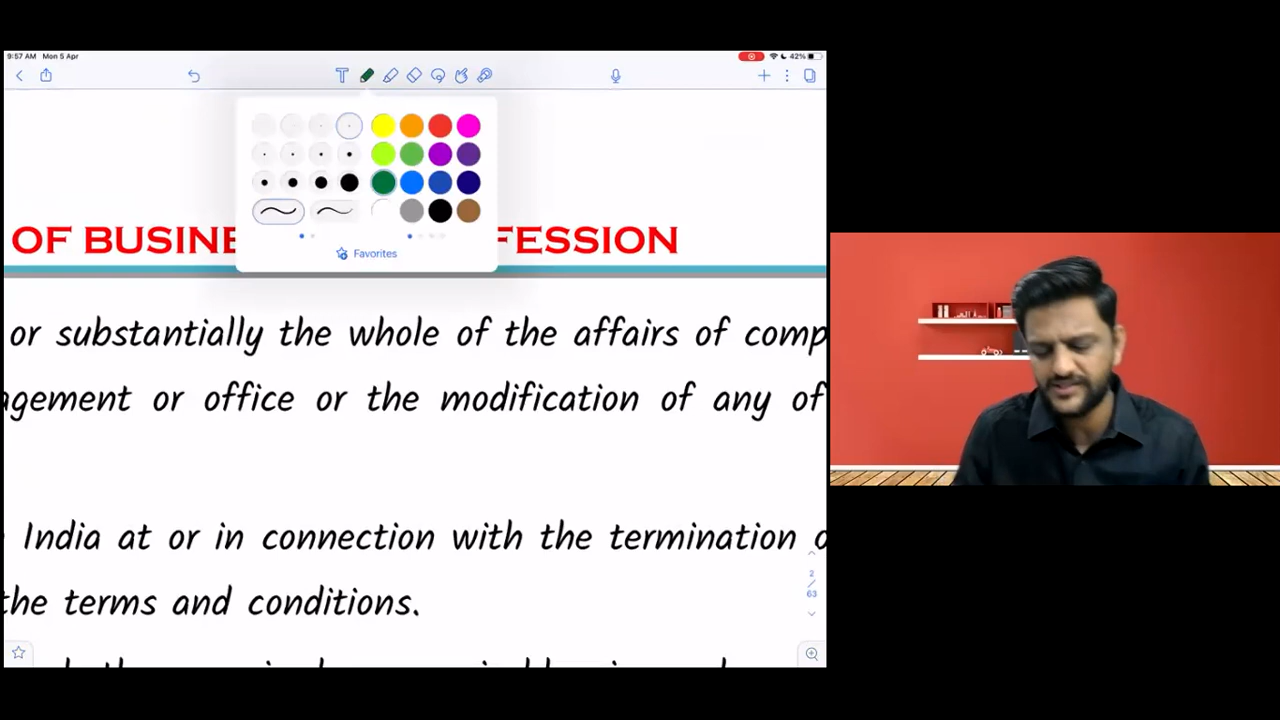 9:57 AM Mon 5 Apr
42%
OF BUSINE FESSION
Favorites
or substantially the whole of the affairs of comp
agement or office or the modification of any of
India at or in connection with the termination
the terms and conditions.
2
/
63